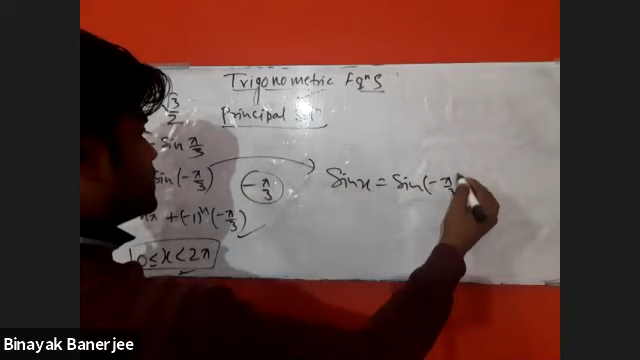 Trigonometric Eqⁿs
Principal Solⁿ
√3/2
- Sin π/3
Sin(-π/3)
-π/3
Sinx = Sin(-π/3
nπ + (-1)ⁿ(-π/3)
0≤x<2π
Binayak Banerjee